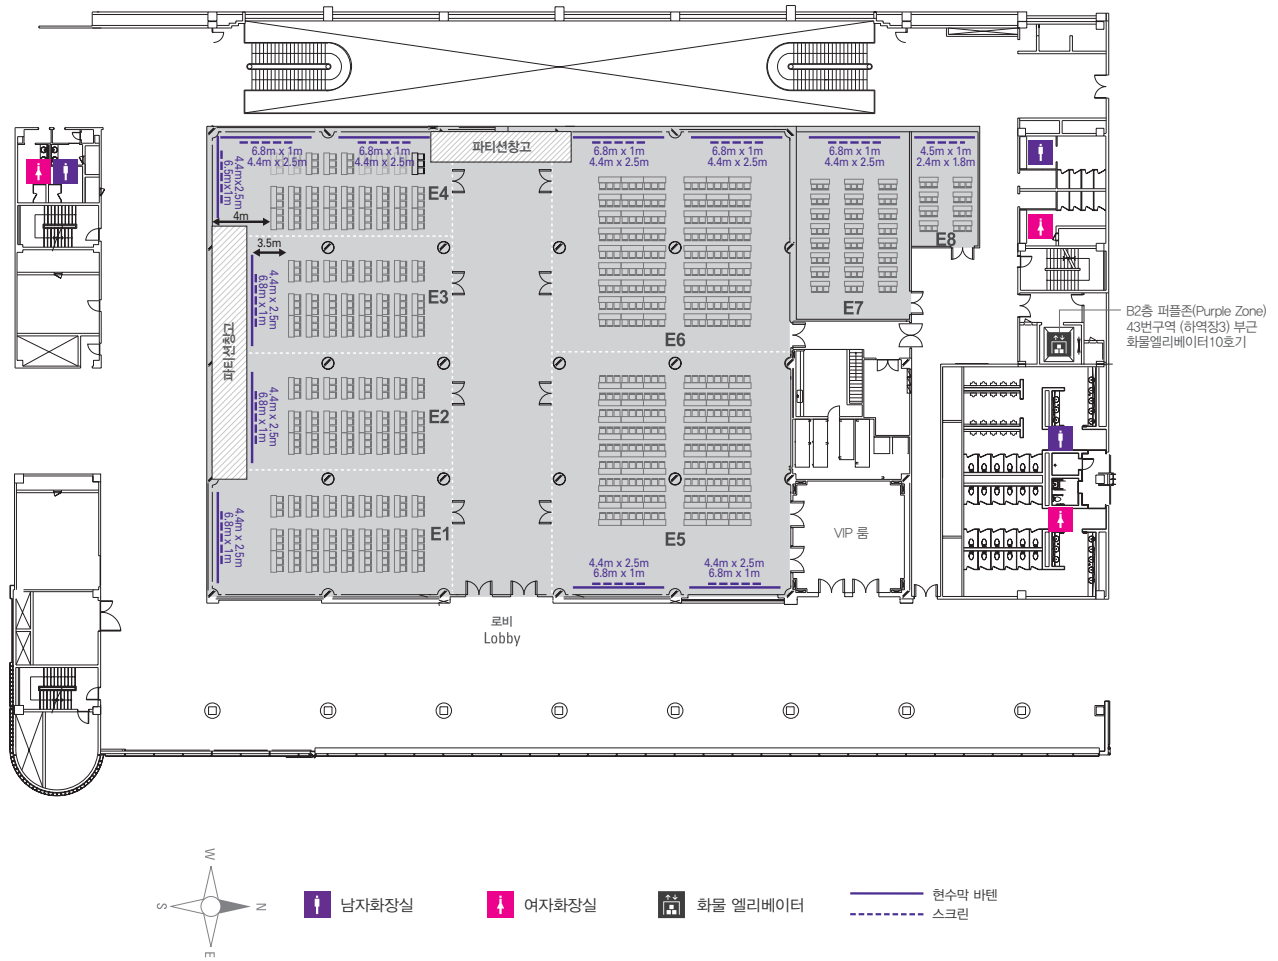 파티션창고
6.8m x 1m
4.4m x 2.5m
6.8m x 1m
4.4m x 2.5m
6.8m x 1m
4.4m x 2.5m
6.8m x 1m
4.4m x 2.5m
6.8m x 1m
4.4m x 2.5m
4.5m x 1m
2.4m x 1.8m
4.4mx2.5m
6.5mx1m
E4
4m
3.5m
E8
4.4m x 2.5m
6.8m x 1m
E3
E7
B2층 퍼플존(Purple Zone)
43번구역 (하역장3) 부근
화물엘리베이터10호기
파티션창고
E6
4.4m x 2.5m
6.8m x 1m
E2
4.4m x 2.5m
6.8m x 1m
E1
E5
VIP 룸
4.4m x 2.5m
6.8m x 1m
4.4m x 2.5m
6.8m x 1m
로비
Lobby
W
S
N
E
남자화장실
여자화장실
화물 엘리베이터
현수막 바텐
스크린